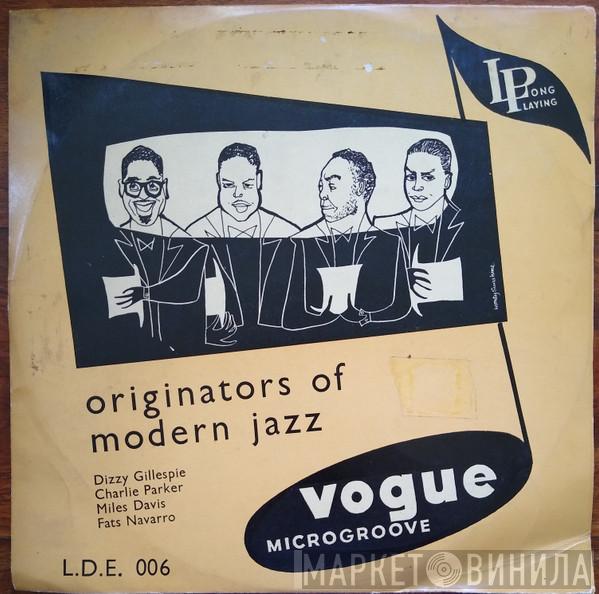 LP
LONG
PLAYING
originators of
modern jazz
Dizzy Gillespie
Charlie Parker
Miles Davis
Fats Navarro
vogue
MICROGROOVE
L.D.E. 006
МАРКЕТ ВИНИЛА